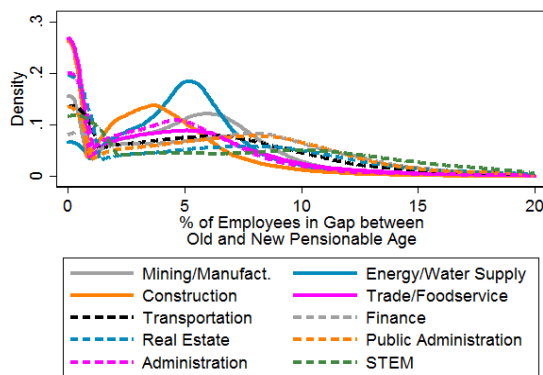 .3
.2
.1
0
Density
0 5 10 15 20
% of Employees in Gap between
Old and New Pensionable Age
Mining/Manufact. Energy/Water Supply
Construction Trade/Foodservice
Transportation Finance
Real Estate Public Administration
Administration STEM